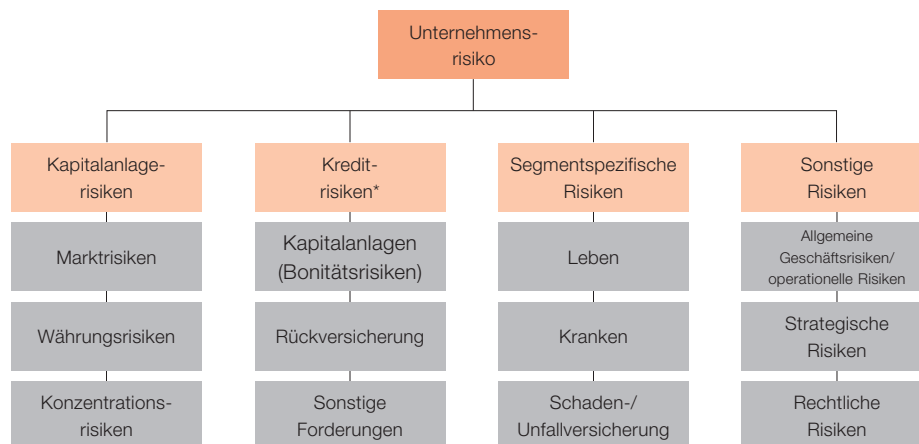 Unternehmens-
risiko
Kapitalanlage-
risiken
Kredit-
risiken*
Segmentspezifische
Risiken
Sonstige
Risiken
Marktrisiken
Kapitalanlagen
(Bonitätsrisiken)
Leben
Allgemeine
Geschäftsrisiken/
operationelle Risiken
Währungsrisiken
Rückversicherung
Kranken
Strategische
Risiken
Konzentrations-
risiken
Sonstige
Forderungen
Schaden-/
Unfallversicherung
Rechtliche
Risiken